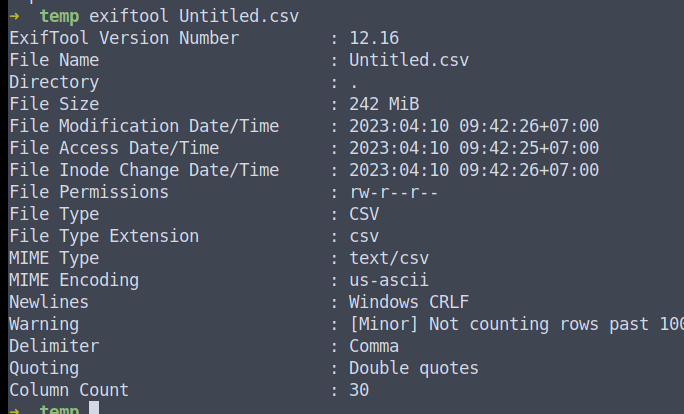 ➜ temp exiftool Untitled.csv
ExifTool Version Number : 12.16
File Name : Untitled.csv
Directory : .
File Size : 242 MiB
File Modification Date/Time : 2023:04:10 09:42:26+07:00
File Access Date/Time : 2023:04:10 09:42:25+07:00
File Inode Change Date/Time : 2023:04:10 09:42:26+07:00
File Permissions : rw-r--r--
File Type : CSV
File Type Extension : csv
MIME Type : text/csv
MIME Encoding : us-ascii
Newlines : Windows CRLF
Warning : [Minor] Not counting rows past 100
Delimiter : Comma
Quoting : Double quotes
Column Count : 30
➜ temp